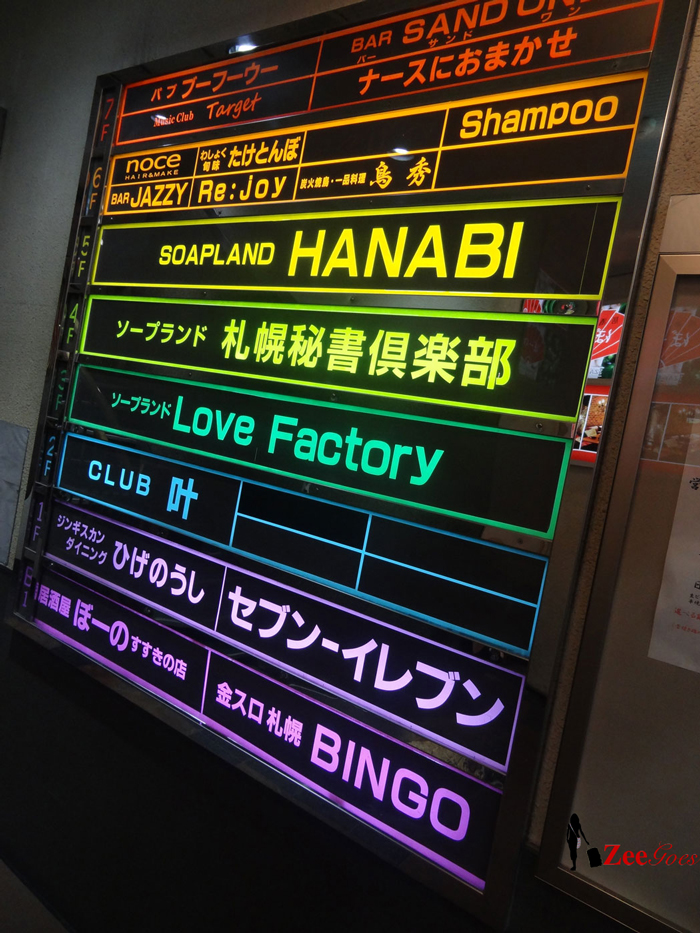 7F
パブ プーフーウー
BAR SAND
バー サンド ワン
Music Club Target
ナースにおまかせ
6F
noce
HAIR&MAKE
わしょく
旬味 たけとんぼ
Shampoo
BAR JAZZY
Re:Joy
炭火焼鳥・一品料理 鳥秀
5F
SOAPLAND HANABI
4F
ソープランド 札幌秘書倶楽部
3F
ソープランド Love Factory
2F
CLUB 叶
1F
ジンギスカン
ダイニング ひげのうし
セブン-イレブン
B1
居酒屋 ぼーの すすきの店
金スロ 札幌 BINGO
ZeeGoes